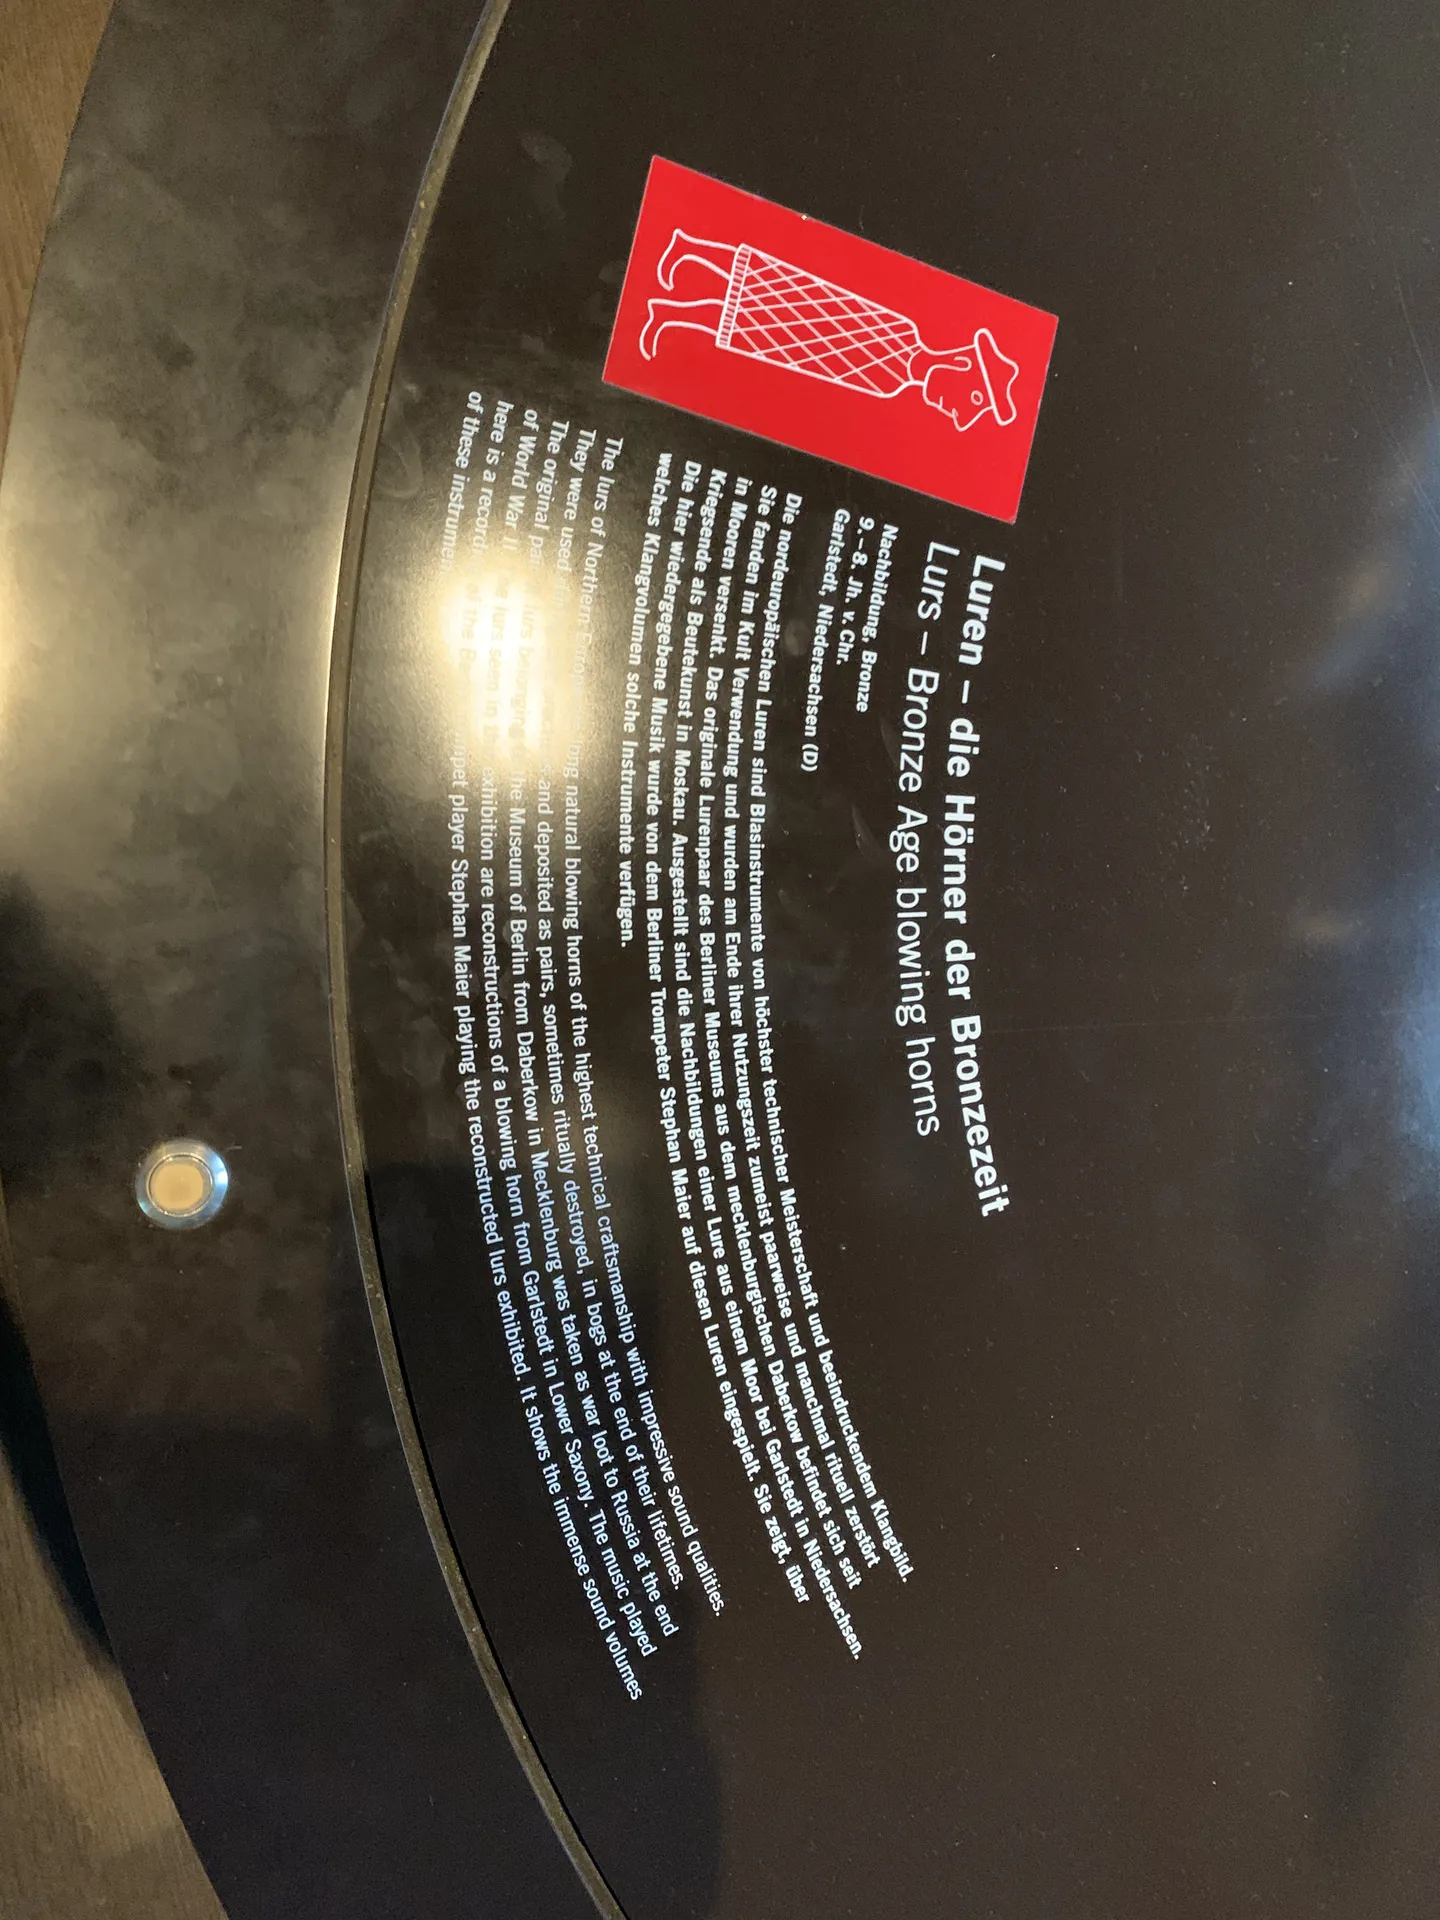 Luren – die Hörner der Bronzezeit
Lurs – Bronze Age blowing horns
Nachbildung, Bronze
9. – 8. Jh. v. Chr.
Garlstedt, Niedersachsen (D)
Die nordeuropäischen Luren sind Blasinstrumente von höchster technischer Meisterschaft und beeindruckendem Klangbild.
Sie fanden im Kult Verwendung und wurden am Ende ihrer Nutzungszeit zumeist paarweise und manchmal rituell zerstört
in Mooren versenkt. Das originale Lurenpaar des Berliner Museums aus dem mecklenburgischen Daberkow befindet sich seit
Kriegsende als Beutekunst in Moskau. Ausgestellt sind die Nachbildungen einer Lure aus einem Moor bei Garlstedt in Niedersachsen.
Die hier wiedergegebene Musik wurde von dem Berliner Trompeter Stephan Maier auf diesen Luren eingespielt. Sie zeigt, über
welches Klangvolumen solche Instrumente verfügen.
The lurs of Northern long natural blowing horns of the highest technical craftsmanship with impressive sound qualities.
They were used and deposited as pairs, sometimes ritually destroyed, in bogs at the end of their lifetimes.
The original lurs belonging the Museum of Berlin from Daberkow in Mecklenburg was taken as war loot to Russia at the end
of World War II lurs seen in exhibition are reconstructions of a blowing horn from Garlstedt in Lower Saxony. The music played
here is a of the player Stephan Maier playing the reconstructed lurs exhibited. It shows the immense sound volumes
of these